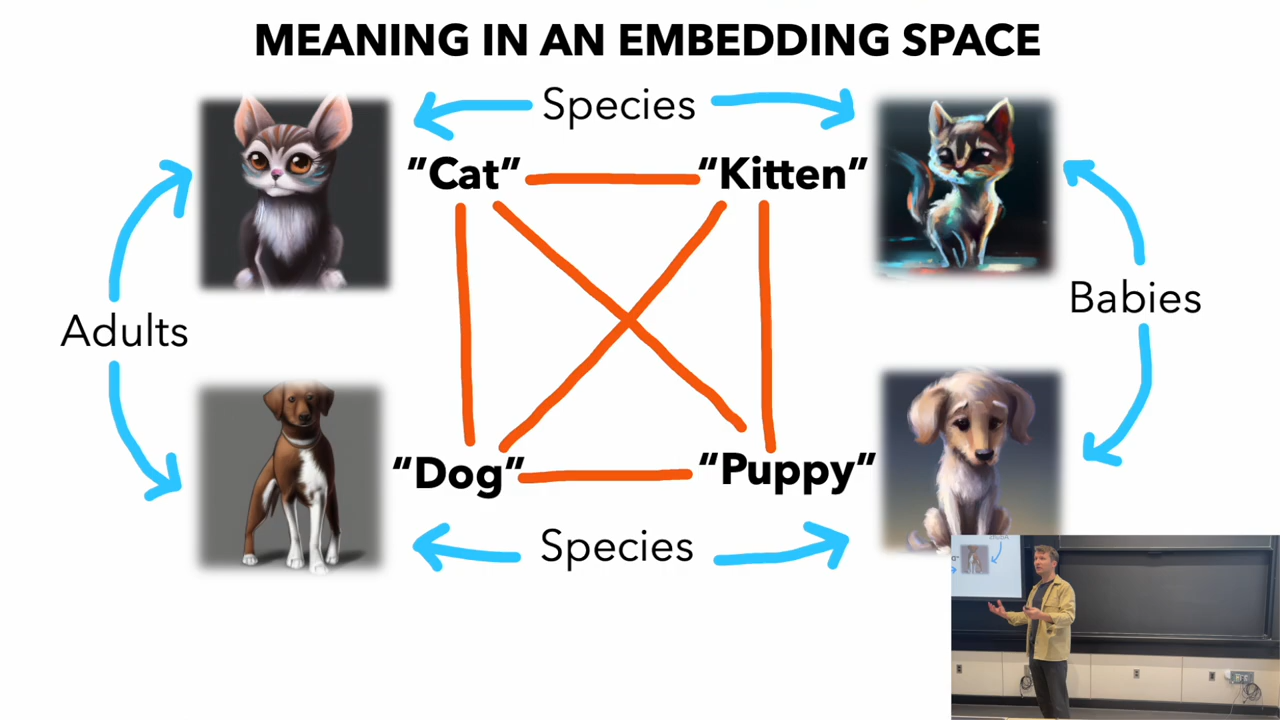 MEANING IN AN EMBEDDING SPACE
Species
”Cat”
“Kitten”
Adults
Babies
“Dog”
“Puppy”
Species